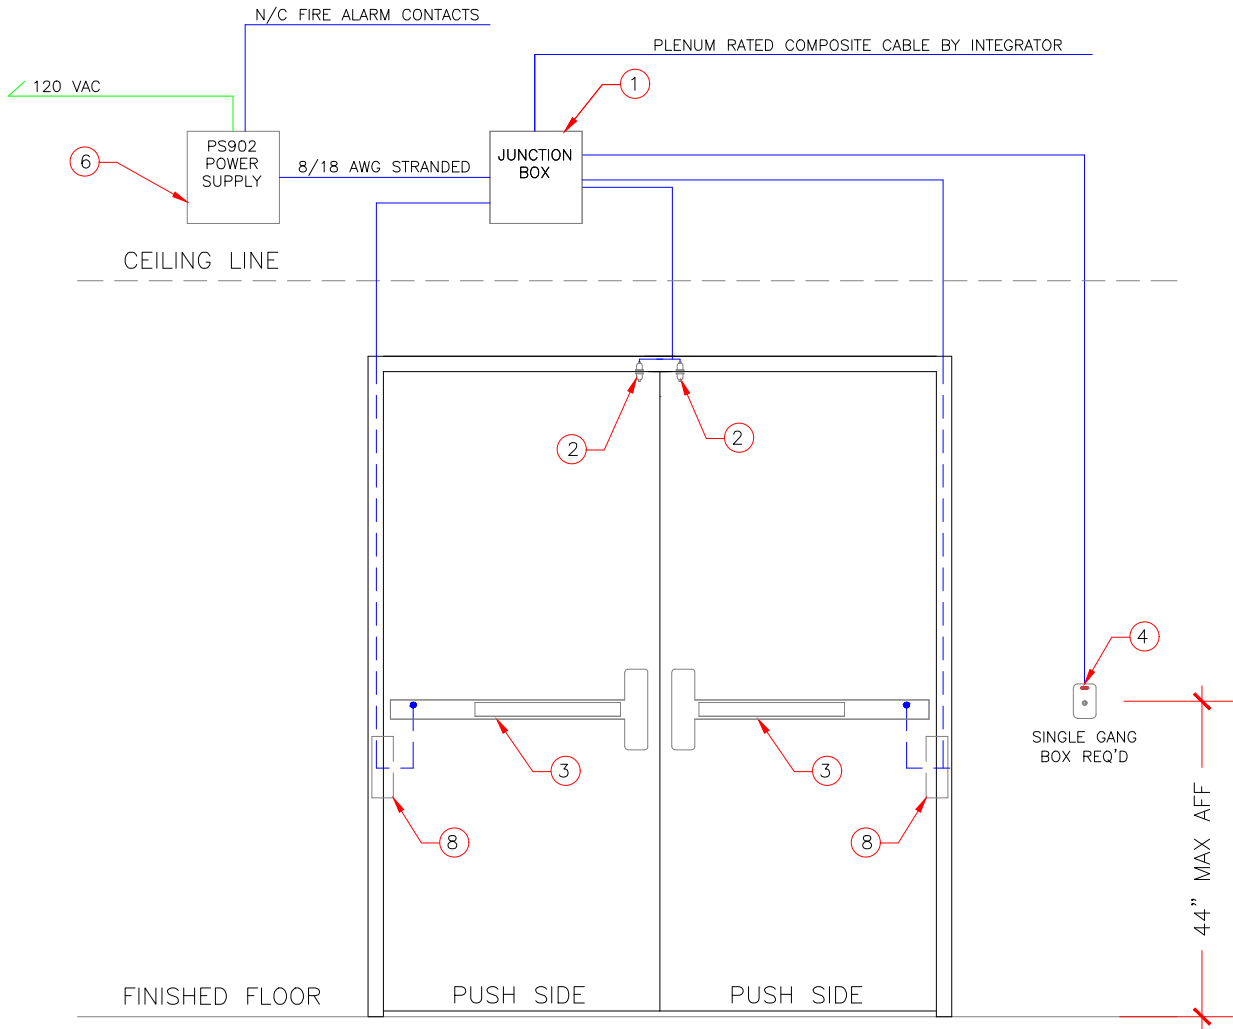 N/C FIRE ALARM CONTACTS
PLENUM RATED COMPOSITE CABLE BY INTEGRATOR
120 VAC
1
PS902
POWER
SUPPLY
6
8/18 AWG STRANDED
JUNCTION
BOX
CEILING LINE
2
2
4
SINGLE GANG
BOX REQ'D
3
3
8
8
44" MAX AFF
FINISHED FLOOR
PUSH SIDE
PUSH SIDE